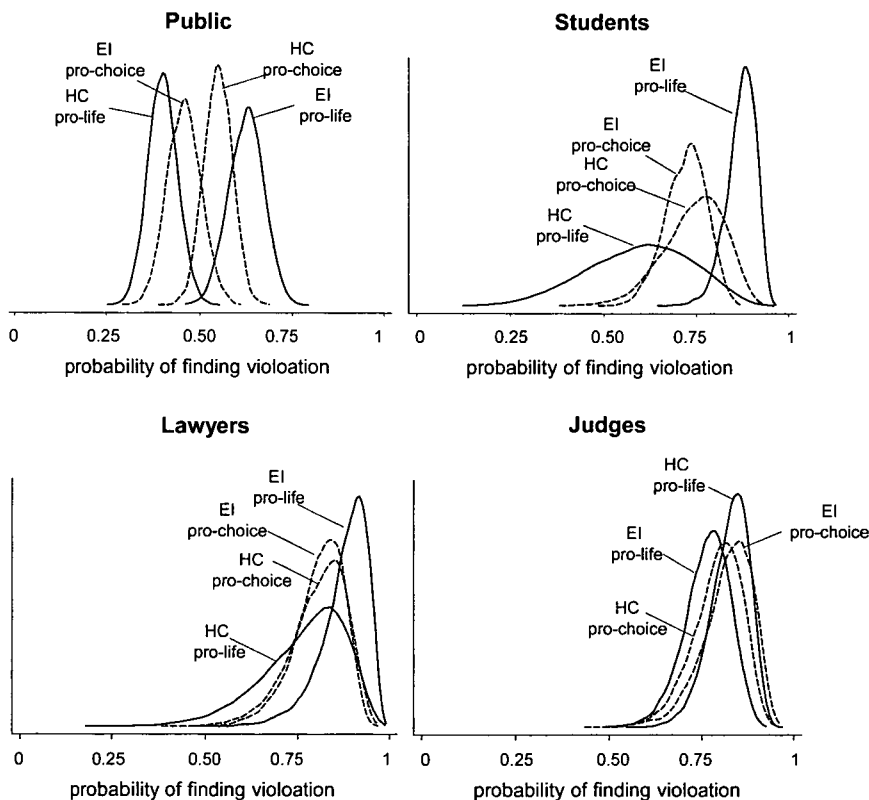 Public
EI
pro-choice
HC
pro-life
HC
pro-choice
EI
pro-life
0
0.25
0.50
0.75
1
probability of finding violoation
Students
EI
pro-life
EI
pro-choice
HC
pro-choice
HC
pro-life
0
0.25
0.50
0.75
1
probability of finding violoation
Lawyers
EI
pro-life
EI
pro-choice
HC
pro-choice
HC
pro-life
0
0.25
0.50
0.75
1
probability of finding violoation
Judges
HC
pro-life
EI
pro-choice
EI
pro-life
HC
pro-choice
0
0.25
0.50
0.75
1
probability of finding violoation